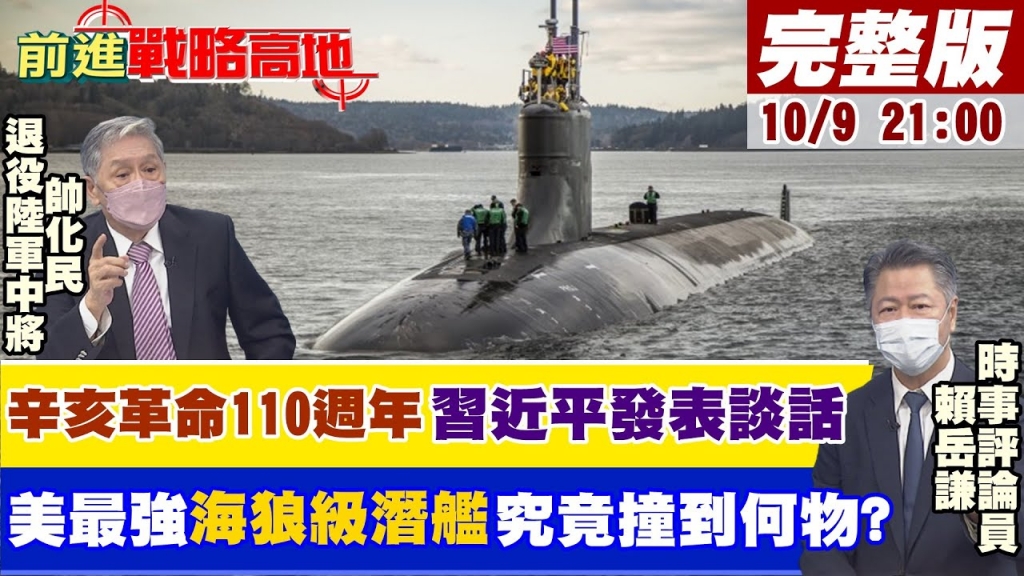 前進戰略高地
完整版
10/9 21:00
退役陸軍中將
帥化民
時事評論員
賴岳謙
辛亥革命110週年 習近平發表談話
美最強海狼級潛艦究竟撞到何物?